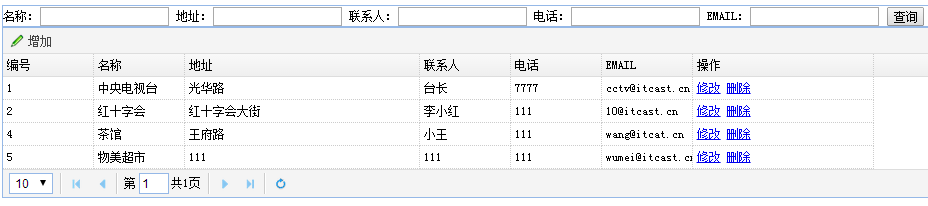 名称： 地址： 联系人： 电话： EMAIL： 查询
增加
编号 名称 地址 联系人 电话 EMAIL 操作
1 中央电视台 光华路 台长 7777 cctv@itcast.cn 修改 删除
2 红十字会 红十字会大街 李小红 111 10@itcast.cn 修改 删除
4 茶馆 王府路 小王 111 wang@itcat.cn 修改 删除
5 物美超市 111 111 111 wumei@itcast.cn 修改 删除
10 第 1 共1页